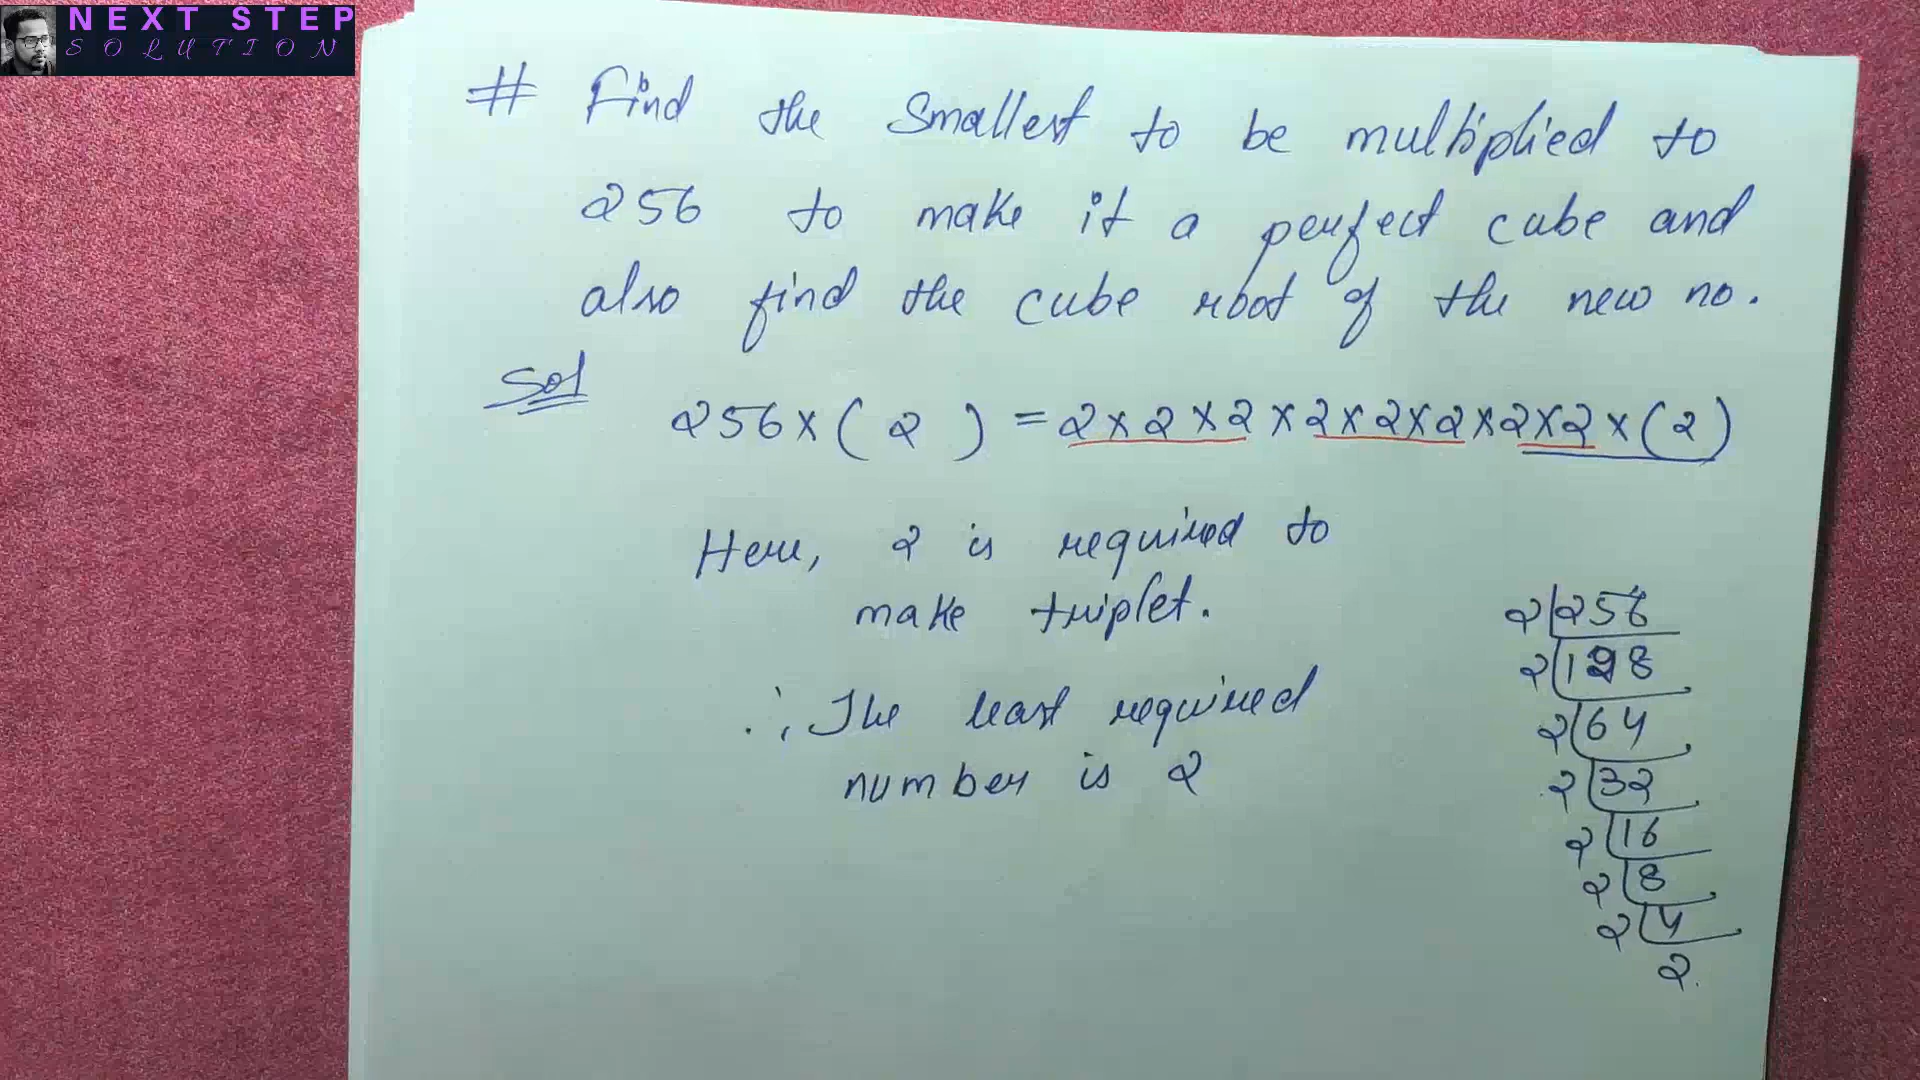 NEXT STEP
SOLUTION
# Find the Smallest to be multiplied to
256 to make it a perfect cube and
also find the cube root of the new no.
Sol
256 × ( 2 ) = 2 × 2 × 2 × 2 × 2 × 2 × 2 × 2 × (2)
Here, 2 is required to
make triplet.
∴, The least required
number is 2
2|256
2|128
2|64
2|32
2|16
2|8
2|4
2.